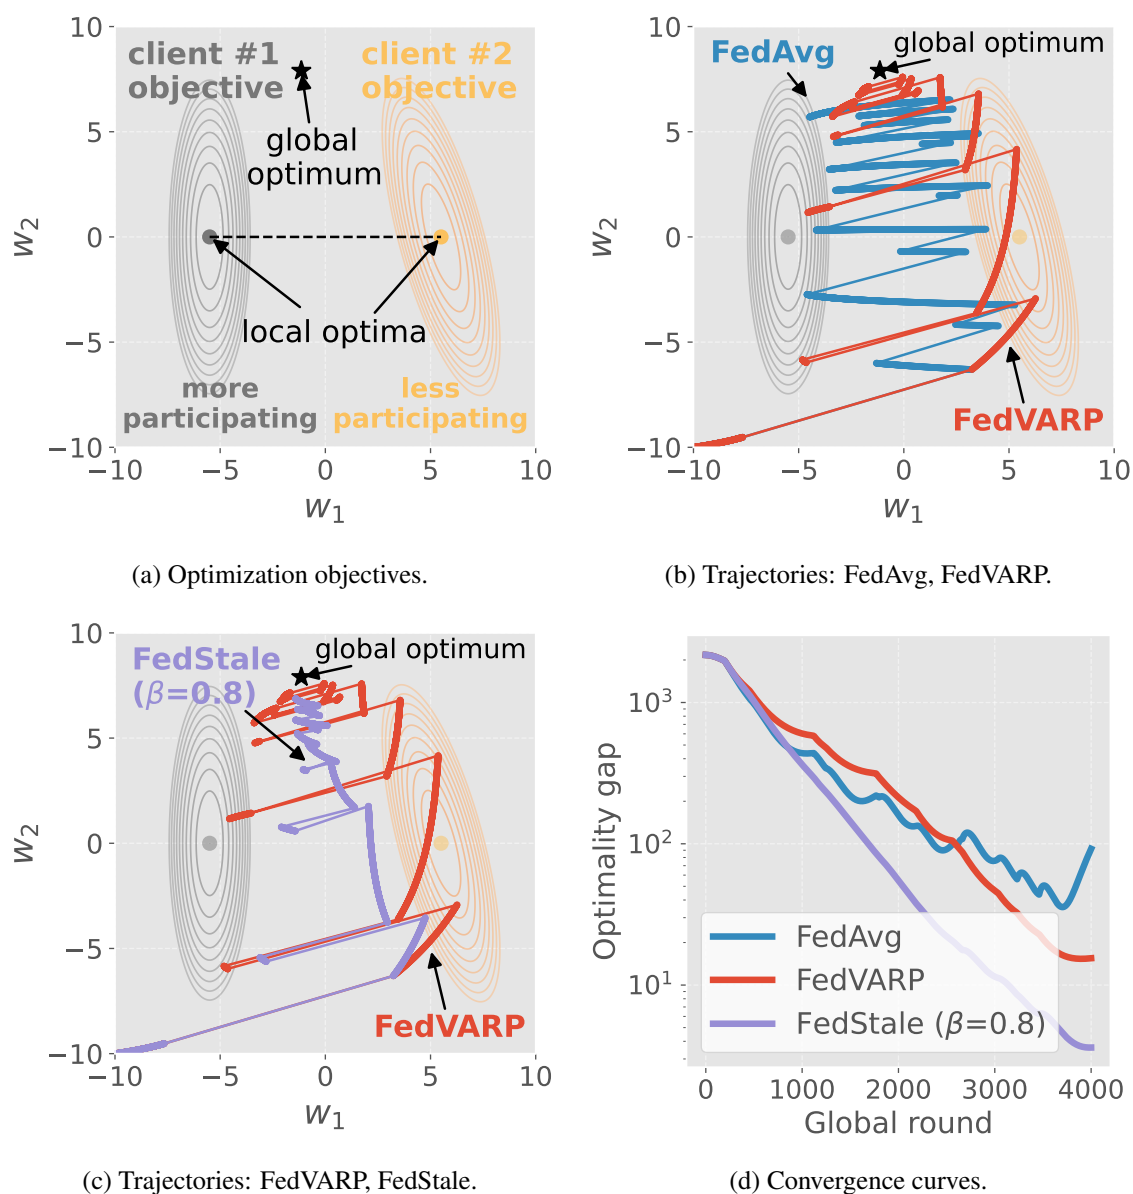 10
client #1
objective
client #2
objective
global
optimum
5
w2
0
local optima
−5
more
participating
less
participating
−10
−10
−5
0
5
10
w1
(a) Optimization objectives.
10
FedAvg
global optimum
5
w2
0
−5
FedVARP
−10
−10
−5
0
5
10
w1
(b) Trajectories: FedAvg, FedVARP.
10
FedStale
(β=0.8)
global optimum
5
w2
0
−5
FedVARP
−10
−10
−5
0
5
10
w1
(c) Trajectories: FedVARP, FedStale.
Optimality gap
10³
10²
10¹
FedAvg
FedVARP
FedStale (β=0.8)
0
1000
2000
3000
4000
Global round
(d) Convergence curves.